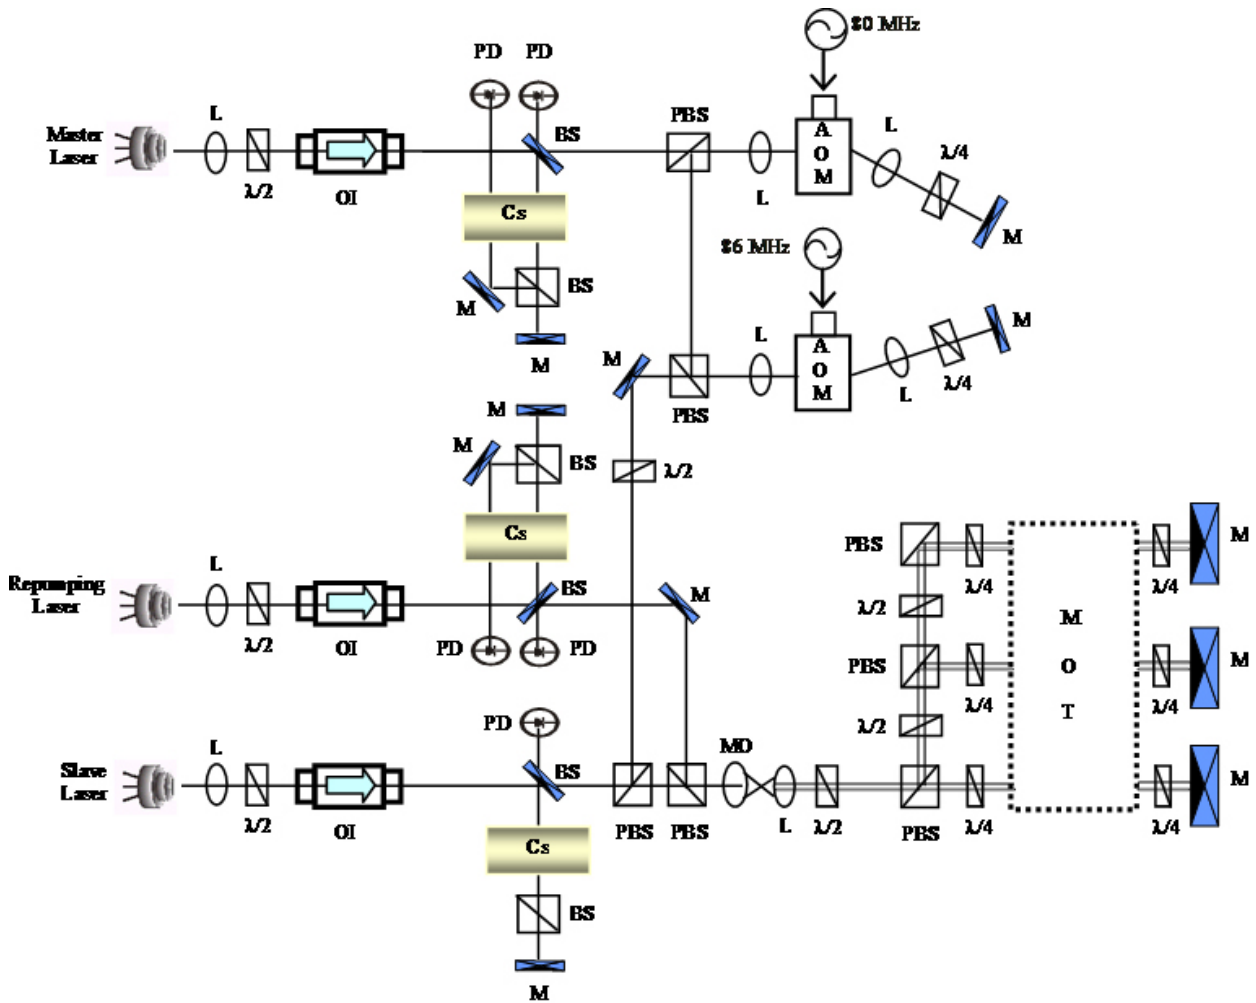 80 MHz
PD PD
L
BS
PBS
L
λ/4
Master
Laser
A
O
M
λ/2
OI
L
Cs
M
86 MHz
BS
M
M
L
M
A
O
M
M
PBS
L
λ/4
M
M
BS
λ/2
Cs
PBS
M
λ/4
λ/4
L
BS
M
Repumping
Laser
λ/2
M
O
T
λ/2
OI
PD
PD
PBS
M
λ/4
λ/4
PD
λ/2
L
MO
Slave
Laser
BS
M
λ/2
OI
PBS
PBS
L
λ/2
PBS
λ/4
λ/4
Cs
BS
M